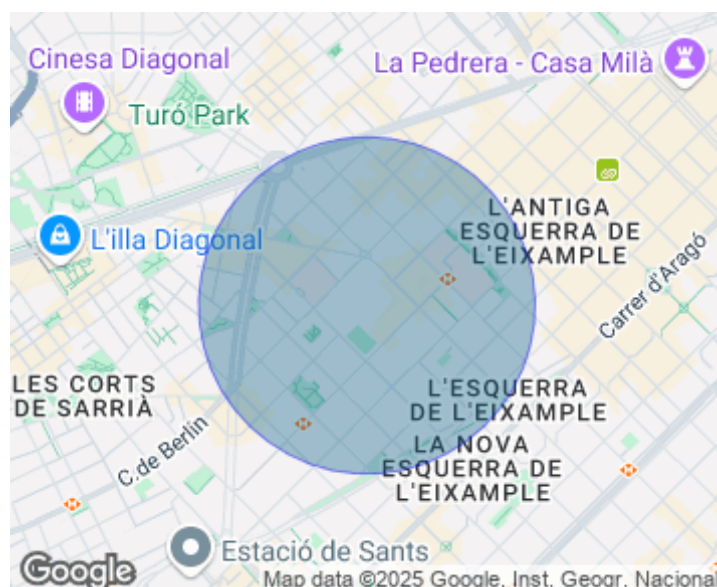 Cinesa Diagonal
La Pedrera - Casa Milà
Turó Park
L'ANTIGA
ESQUERRA DE
L'EIXAMPLE
L'illa Diagonal
Carrer d'Aragó
LES CORTS
DE SARRIÀ
L'ESQUERRA
DE L'EIXAMPLE
C. de Berlín
LA NOVA
ESQUERRA DE
L'EIXAMPLE
Estació de Sants
Google
Map data ©2025 Google, Inst. Geogr. Nacional